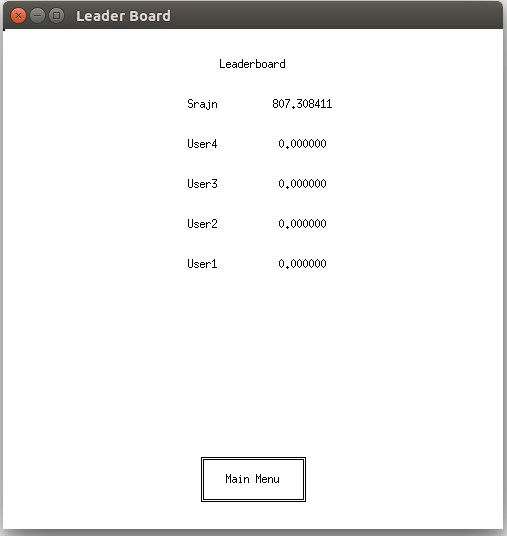 Leader Board
Leaderboard
Srajn 807.308411
User4 0.000000
User3 0.000000
User2 0.000000
User1 0.000000
Main Menu